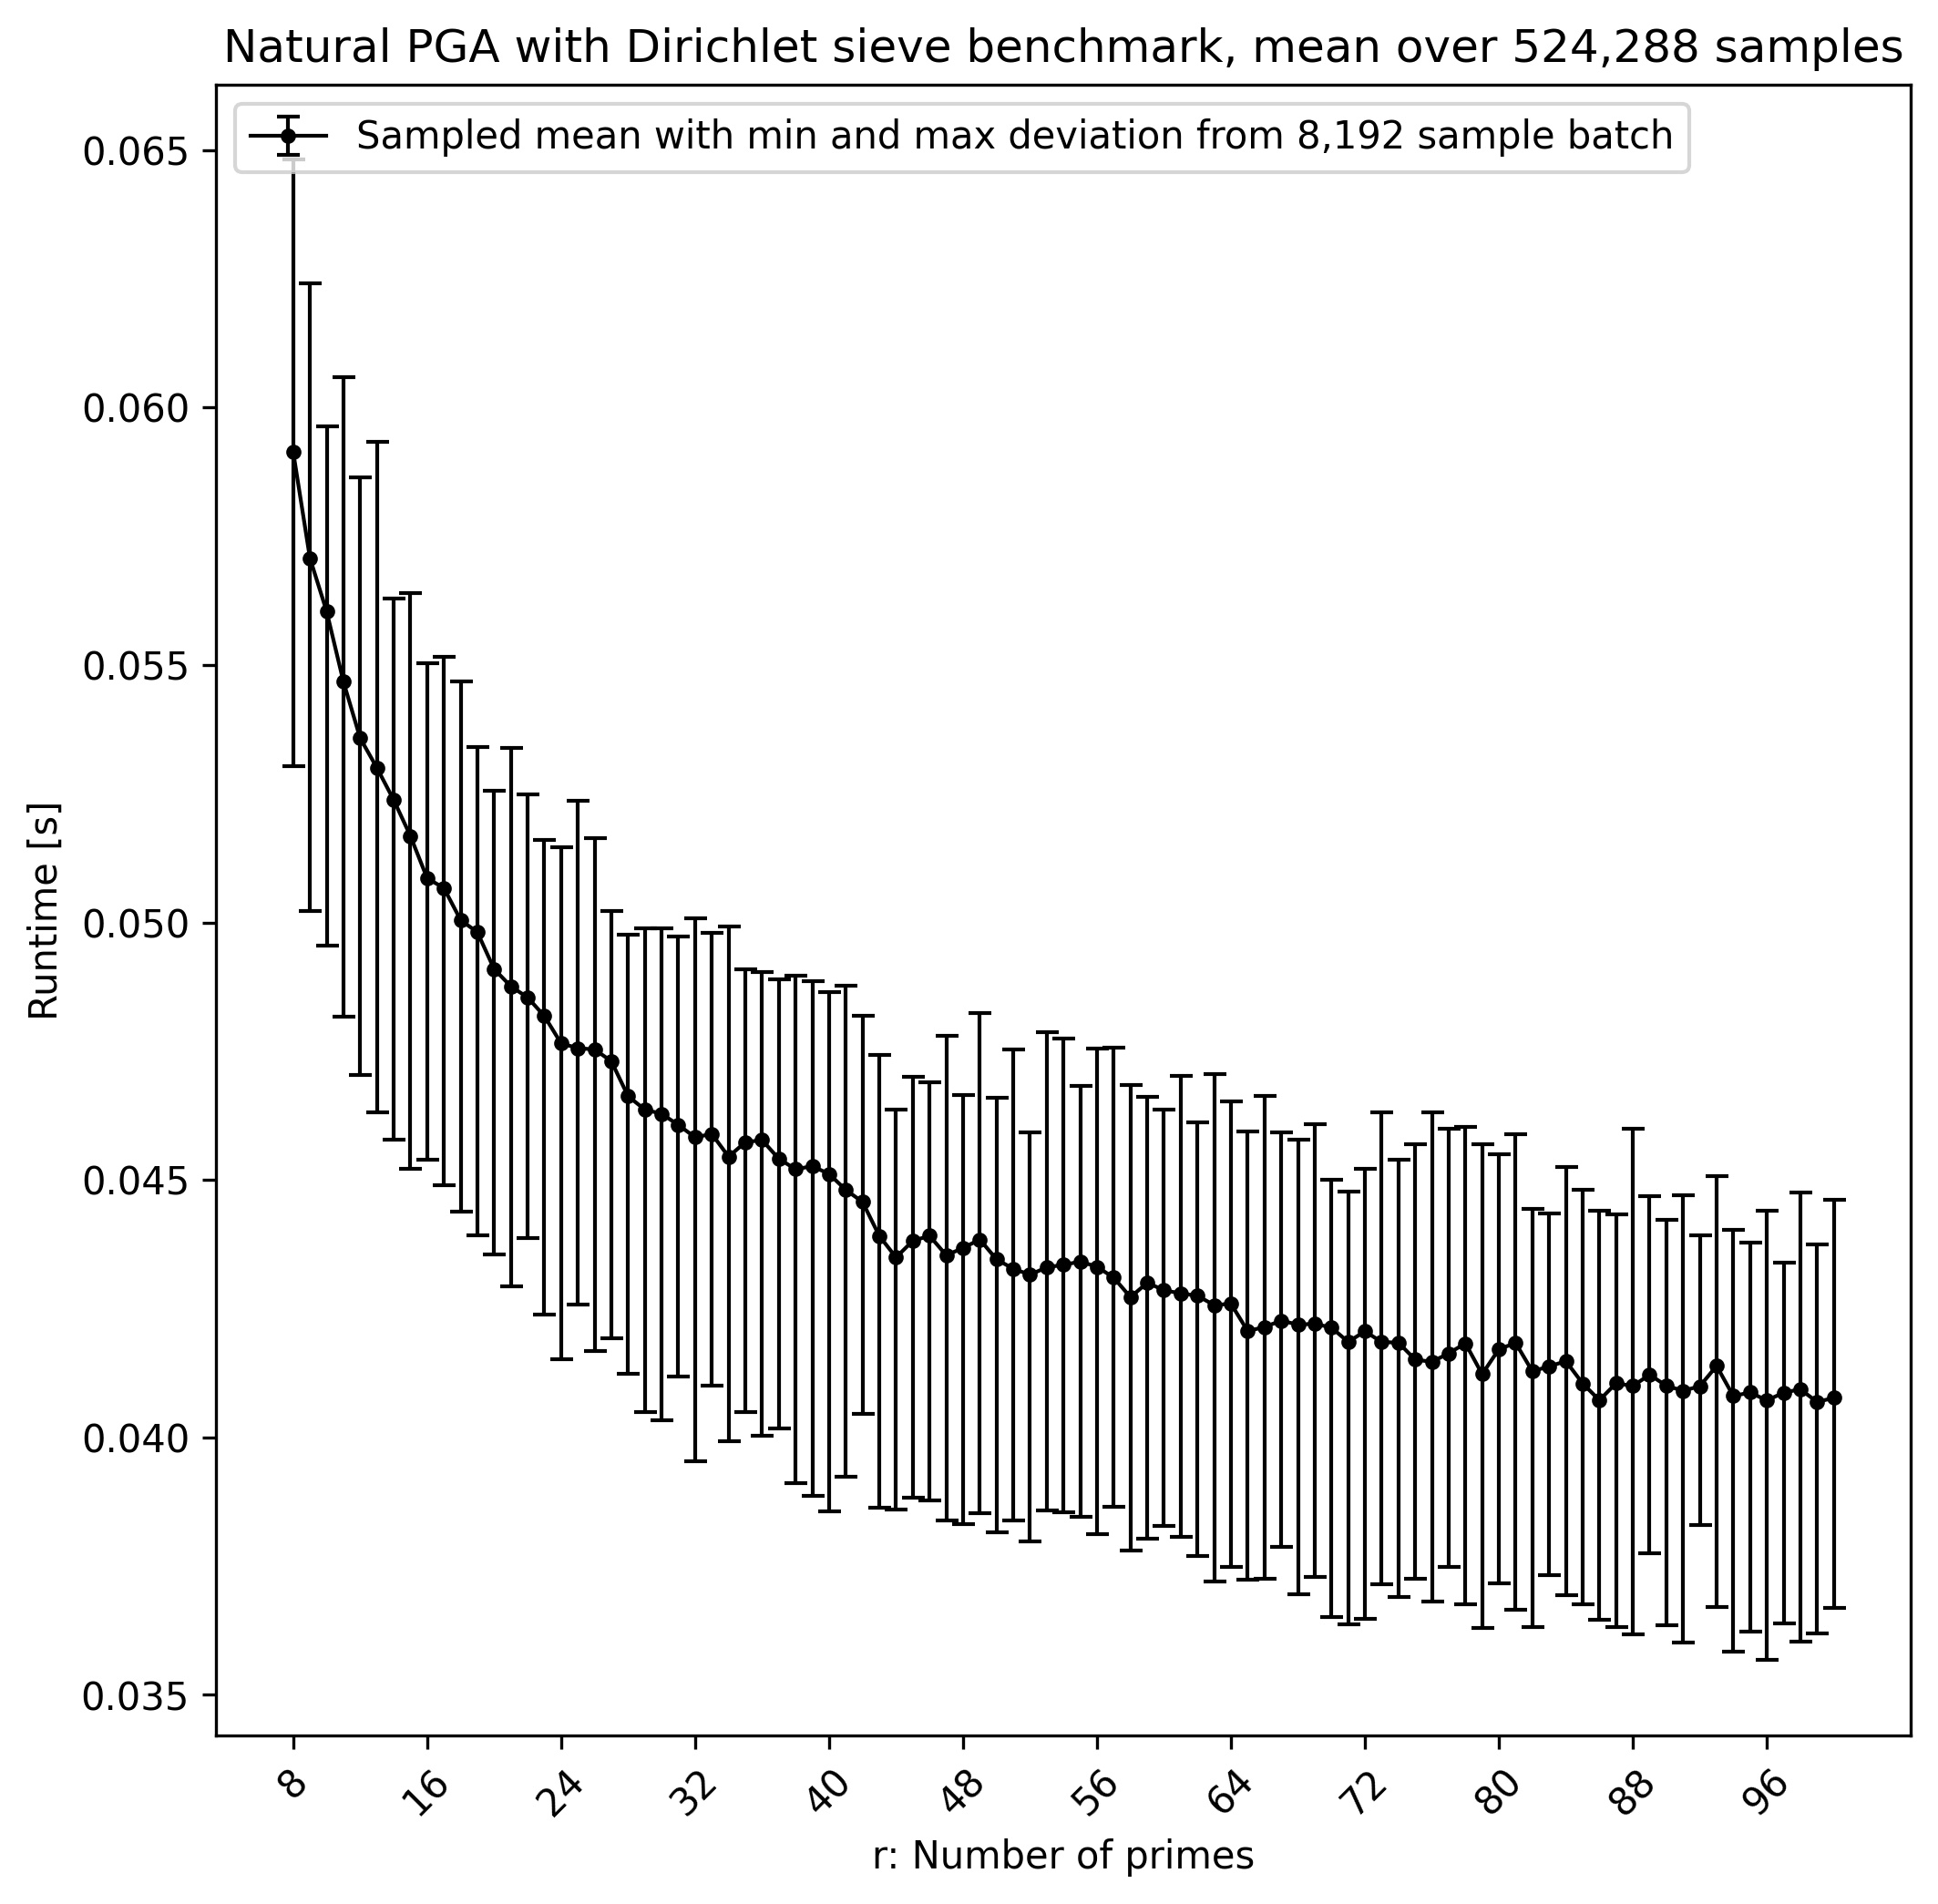 Natural PGA with Dirichlet sieve benchmark, mean over 524,288 samples
Sampled mean with min and max deviation from 8,192 sample batch
0.065
0.060
0.055
0.050
0.045
0.040
0.035
Runtime [s]
8 16 24 32 40 48 56 64 72 80 88 96
r: Number of primes